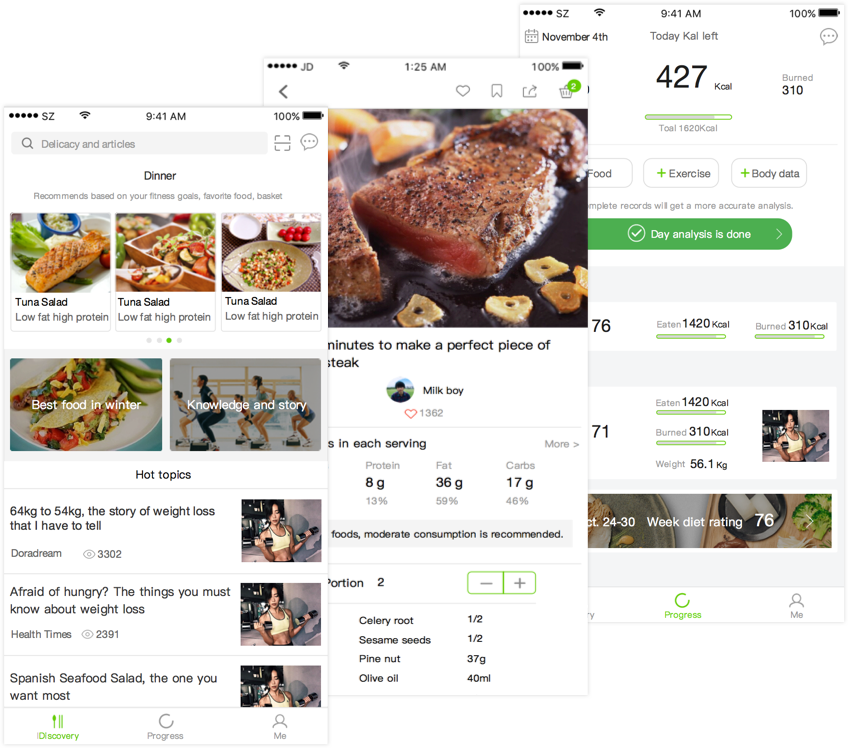 SZ 9:41 AM 100%
Delicacy and articles
Dinner
Recommends based on your fitness goals, favorite food, basket
Tuna Salad
Low fat high protein
Tuna Salad
Low fat high protein
Tuna Salad
Low fat high protein
Best food in winter
Knowledge and story
Hot topics
64kg to 54kg, the story of weight loss
that I have to tell
Doradream 3302
Afraid of hungry? The things you must
know about weight loss
Health Times 2391
Spanish Seafood Salad, the one you
want most
Discovery Progress Me
JD 1:25 AM 100%
2
minutes to make a perfect piece of
steak
Milk boy
1362
s in each serving More >
Protein Fat Carbs
8 g 36 g 17 g
13% 59% 46%
foods, moderate consumption is recommended.
Portion 2
Celery root 1/2
Sesame seeds 1/2
Pine nut 37g
Olive oil 40ml
SZ 9:41 AM 100%
November 4th Today Kal left
427 Kcal
Burned
310
Toal 1620Kcal
Food + Exercise + Body data
mplete records will get a more accurate analysis.
Day analysis is done
76 Eaten 1420 Kcal Burned 310 Kcal
71
Eaten 1420 Kcal
Burned 310 Kcal
Weight 56.1 Kg
ct. 24-30 Week diet rating 76
ry Progress Me